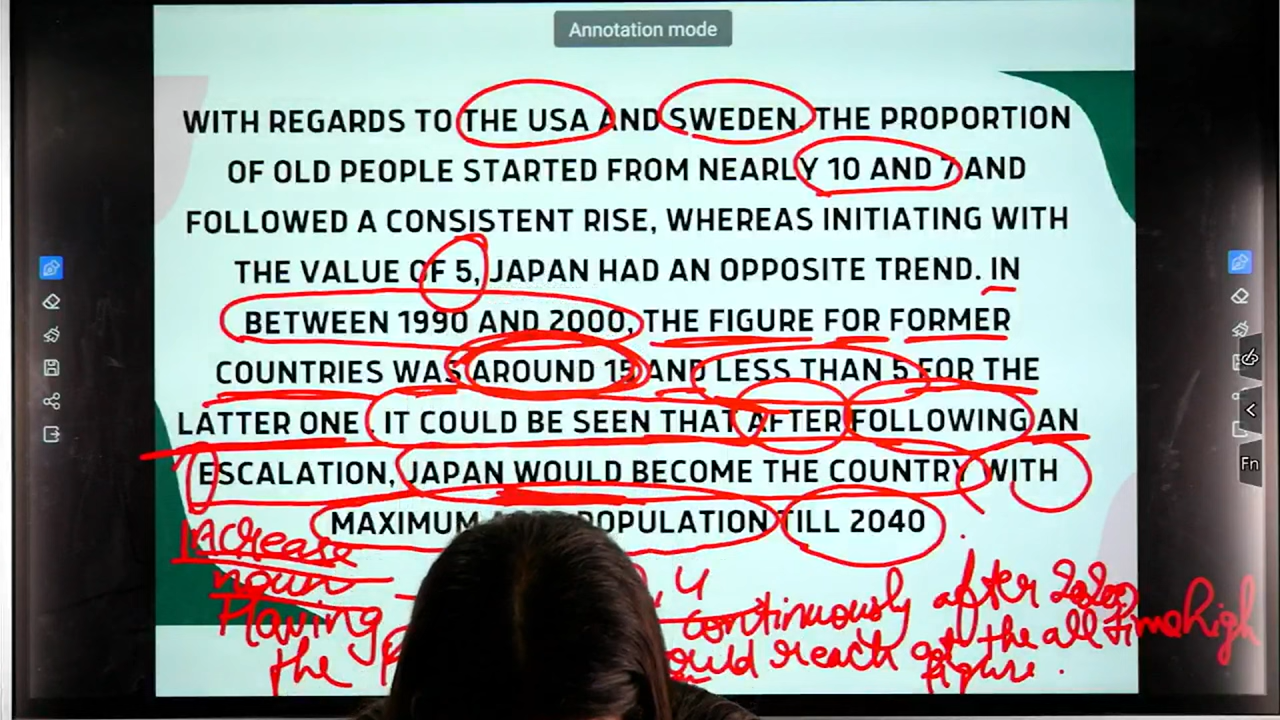 Annotation mode
WITH REGARDS TO THE USA AND SWEDEN, THE PROPORTION
OF OLD PEOPLE STARTED FROM NEARLY 10 AND 7 AND
FOLLOWED A CONSISTENT RISE, WHEREAS INITIATING WITH
THE VALUE OF 5, JAPAN HAD AN OPPOSITE TREND. IN
BETWEEN 1990 AND 2000, THE FIGURE FOR FORMER
COUNTRIES WAS AROUND 15 AND LESS THAN 5 FOR THE
LATTER ONE. IT COULD BE SEEN THAT AFTER FOLLOWING AN
ESCALATION, JAPAN WOULD BECOME THE COUNTRY WITH
Fn
MAXIMUM POPULATION TILL 2040
Increase
noun
Having continuously after 2020
the reach at the all time high
figure.